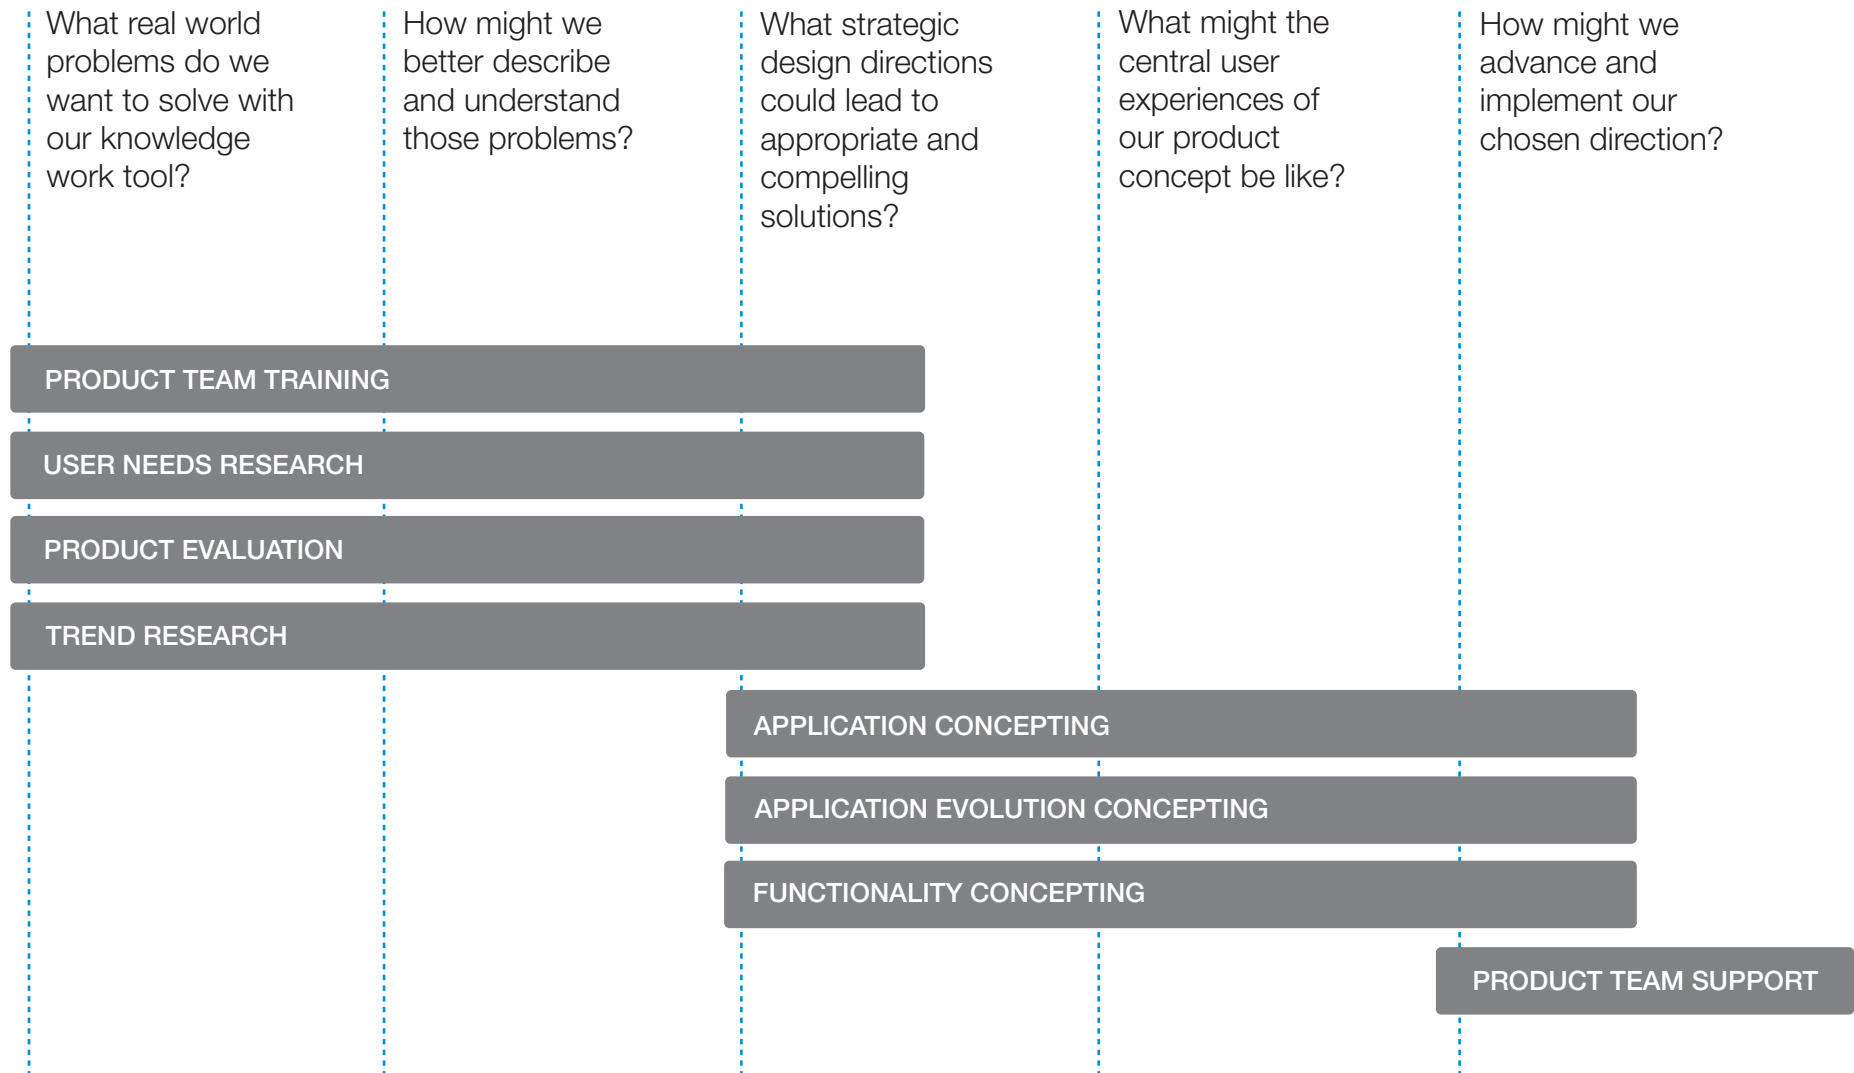 What real world
problems do we
want to solve with
our knowledge
work tool?
How might we
better describe
and understand
those problems?
What strategic
design directions
could lead to
appropriate and
compelling
solutions?
What might the
central user
experiences of
our product
concept be like?
How might we
advance and
implement our
chosen direction?
PRODUCT TEAM TRAINING
USER NEEDS RESEARCH
PRODUCT EVALUATION
TREND RESEARCH
APPLICATION CONCEPTING
APPLICATION EVOLUTION CONCEPTING
FUNCTIONALITY CONCEPTING
PRODUCT TEAM SUPPORT